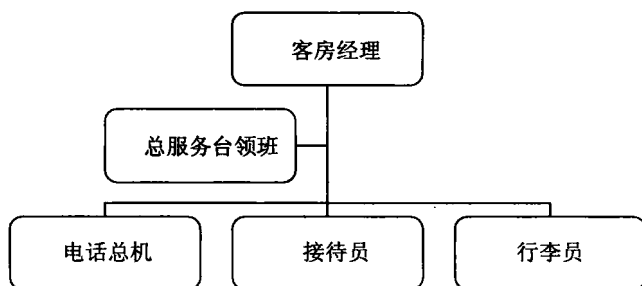 客房经理
总服务台领班
电话总机
接待员
行李员